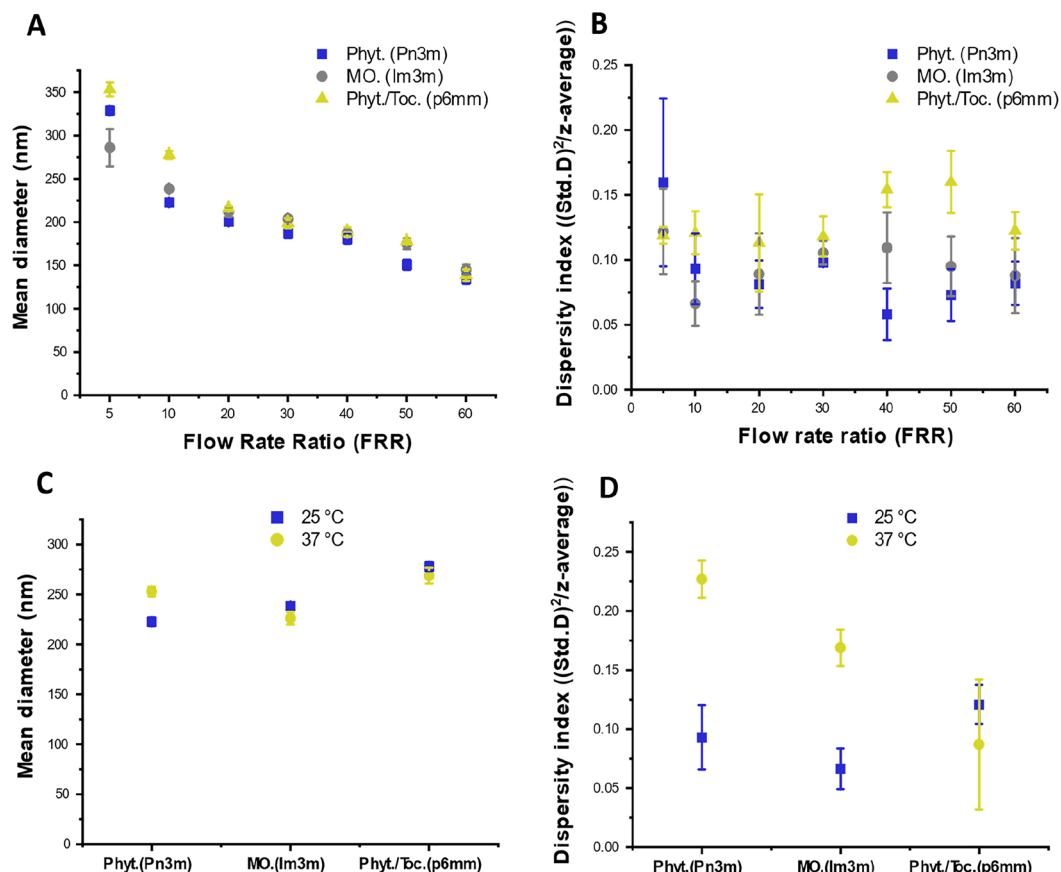 A
Phyt. (Pn3m)
MO. (Im3m)
Phyt./Toc. (p6mm)
Mean diameter (nm)
350
300
250
200
150
100
50
0
5 10 20 30 40 50 60
Flow Rate Ratio (FRR)
B
Phyt. (Pn3m)
MO. (Im3m)
Phyt./Toc. (p6mm)
Dispersity index ((Std.D)²/z-average))
0.25
0.20
0.15
0.10
0.05
0.00
0 5 10 20 30 40 50 60
Flow rate ratio (FRR)
C
25 °C
37 °C
Mean diameter (nm)
300
250
200
150
100
50
0
Phyt.(Pn3m) MO.(Im3m) Phyt./Toc.(p6mm)
D
25 °C
37 °C
Dispersity index ((Std.D)²/z-average))
0.25
0.20
0.15
0.10
0.05
0.00
Phyt.(Pn3m) MO.(Im3m) Phyt./Toc.(p6mm)